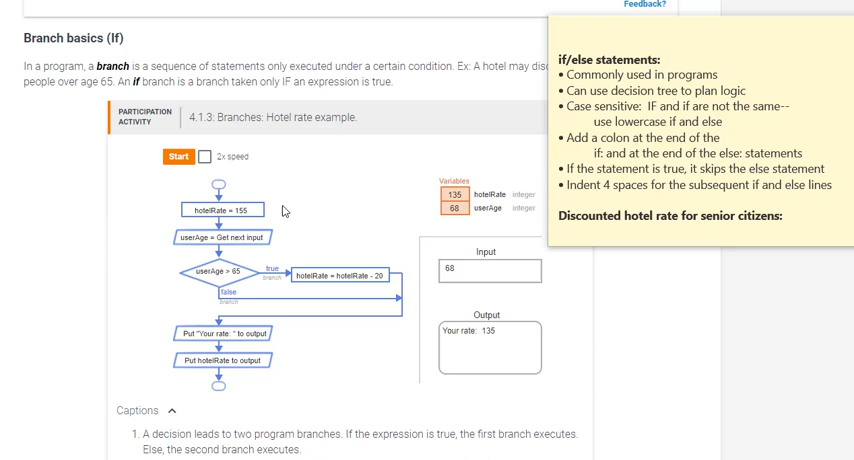 Feedback?
Branch basics (If)
In a program, a branch is a sequence of statements only executed under a certain condition. Ex: A hotel may
people over age 65. An if branch is a branch taken only IF an expression is true.
PARTICIPATION
ACTIVITY
4.1.3: Branches: Hotel rate example.
Start
2x speed
hotelRate = 155
userAge = Get next input
userAge > 65
true
branch
hotelRate = hotelRate - 20
false
branch
Put "Your rate: " to output
Put hotelRate to output
Variables
135 hotelRate integer
68 userAge integer
Input
68
Output
Your rate: 135
Captions
1. A decision leads to two program branches. If the expression is true, the first branch executes.
Else, the second branch executes.
if/else statements:
• Commonly used in programs
• Can use decision tree to plan logic
• Case sensitive: IF and if are not the same--
use lowercase if and else
• Add a colon at the end of the
if: and at the end of the else: statements
• If the statement is true, it skips the else statement
• Indent 4 spaces for the subsequent if and else lines
Discounted hotel rate for senior citizens: